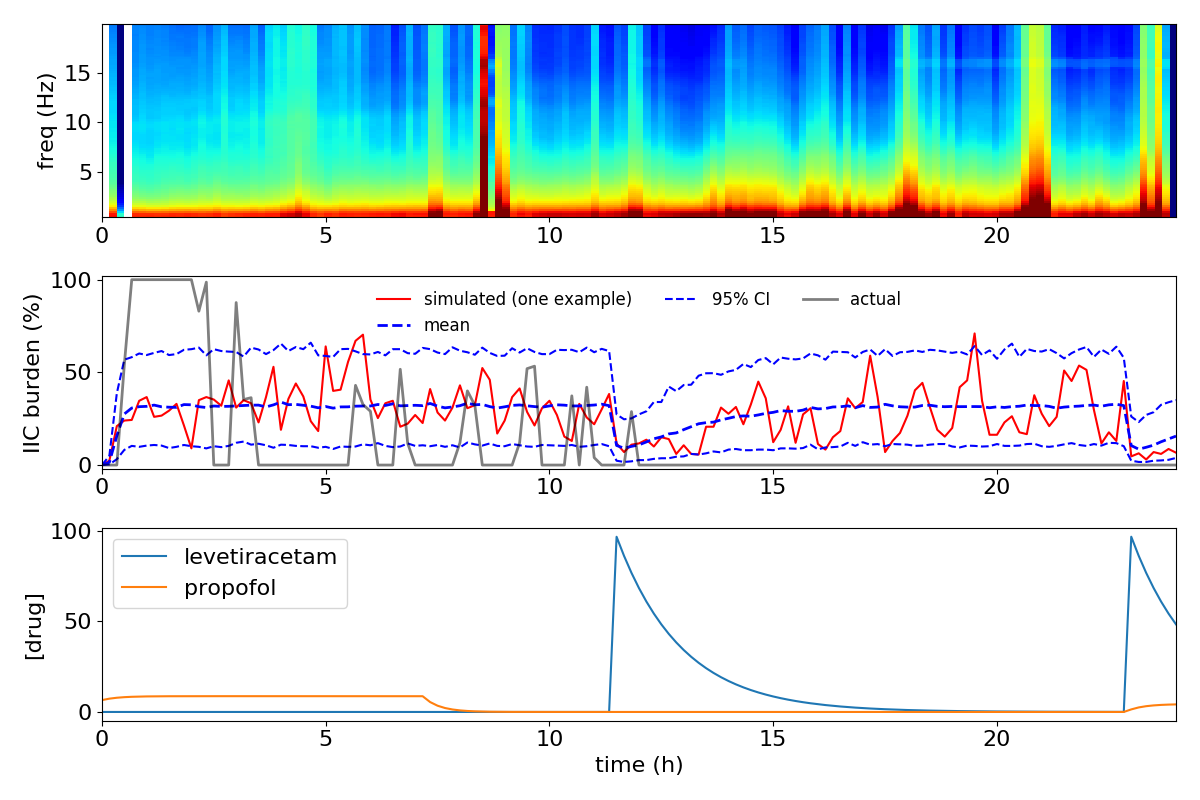 freq (Hz)
15
10
5
0 5 10 15 20
IIC burden (%)
100
50
0
simulated (one example)
mean
95% CI
actual
0 5 10 15 20
[drug]
100
50
0
levetiracetam
propofol
0 5 10 15 20
time (h)